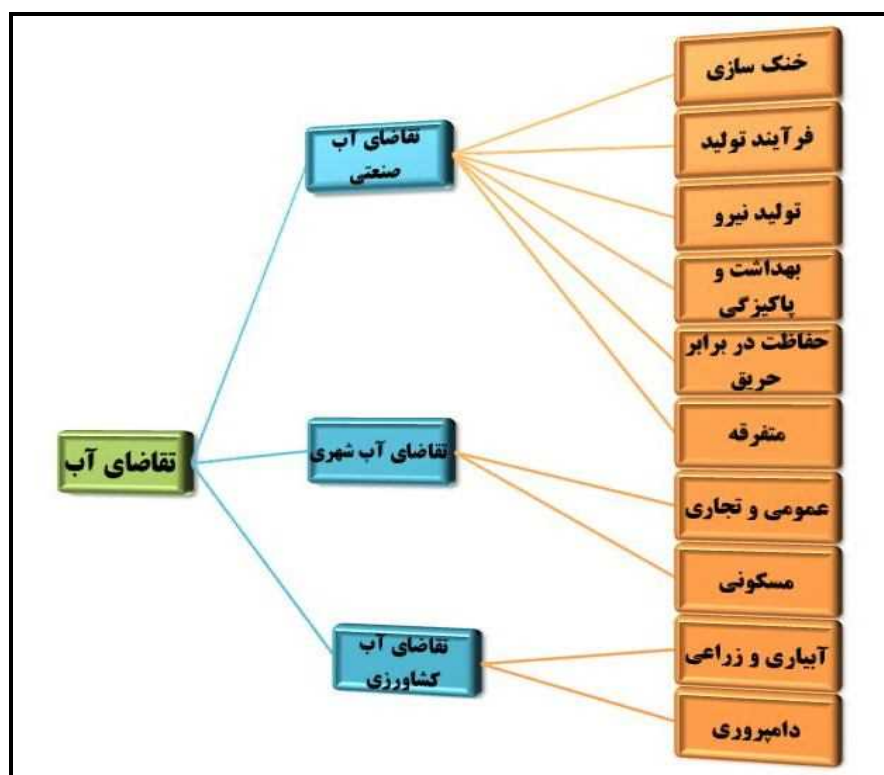 تقاضای آب
تقاضای آب
صنعتی
تقاضای آب شهری
تقاضای آب
کشاورزی
خنک سازی
فرآیند تولید
تولید نیرو
بهداشت و
پاکیزگی
حفاظت در برابر
حریق
متفرقه
عمومی و تجاری
مسکونی
آبیاری و زراعی
دامپروری